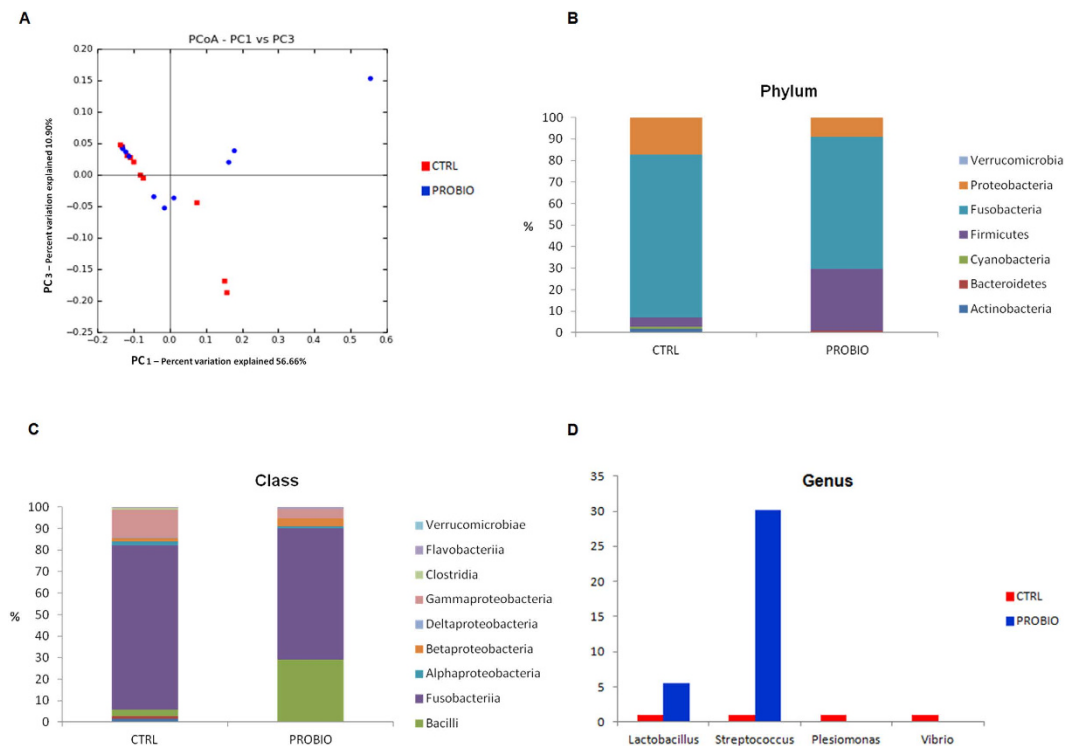 A
PCoA - PC1 vs PC3
0.20
0.15
0.10
0.05
0.00
−0.05
−0.10
−0.15
−0.20
−0.25
PC3 – Percent variation explained 10.90%
−0.2 −0.1 0.0 0.1 0.2 0.3 0.4 0.5 0.6
PC1 – Percent variation explained 56.66%
CTRL
PROBIO
B
Phylum
100
90
80
70
60
50
40
30
20
10
0
%
CTRL PROBIO
Verrucomicrobia
Proteobacteria
Fusobacteria
Firmicutes
Cyanobacteria
Bacteroidetes
Actinobacteria
C
Class
100
90
80
70
60
50
40
30
20
10
0
%
CTRL PROBIO
Verrucomicrobiae
Flavobacteriia
Clostridia
Gammaproteobacteria
Deltaproteobacteria
Betaproteobacteria
Alphaproteobacteria
Fusobacteriia
Bacilli
D
Genus
35
30
25
20
15
10
5
0
Lactobacillus Streptococcus Plesiomonas Vibrio
CTRL
PROBIO